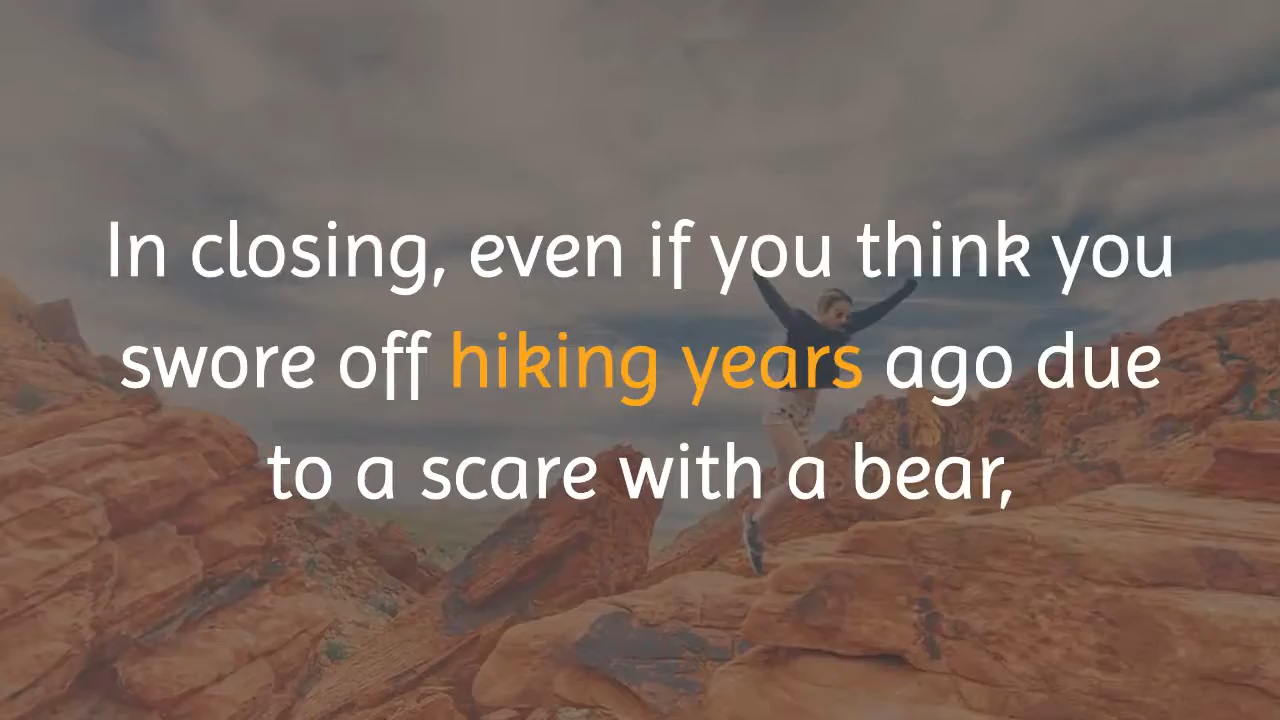 In closing, even if you think you
swore off hiking years ago due
to a scare with a bear,